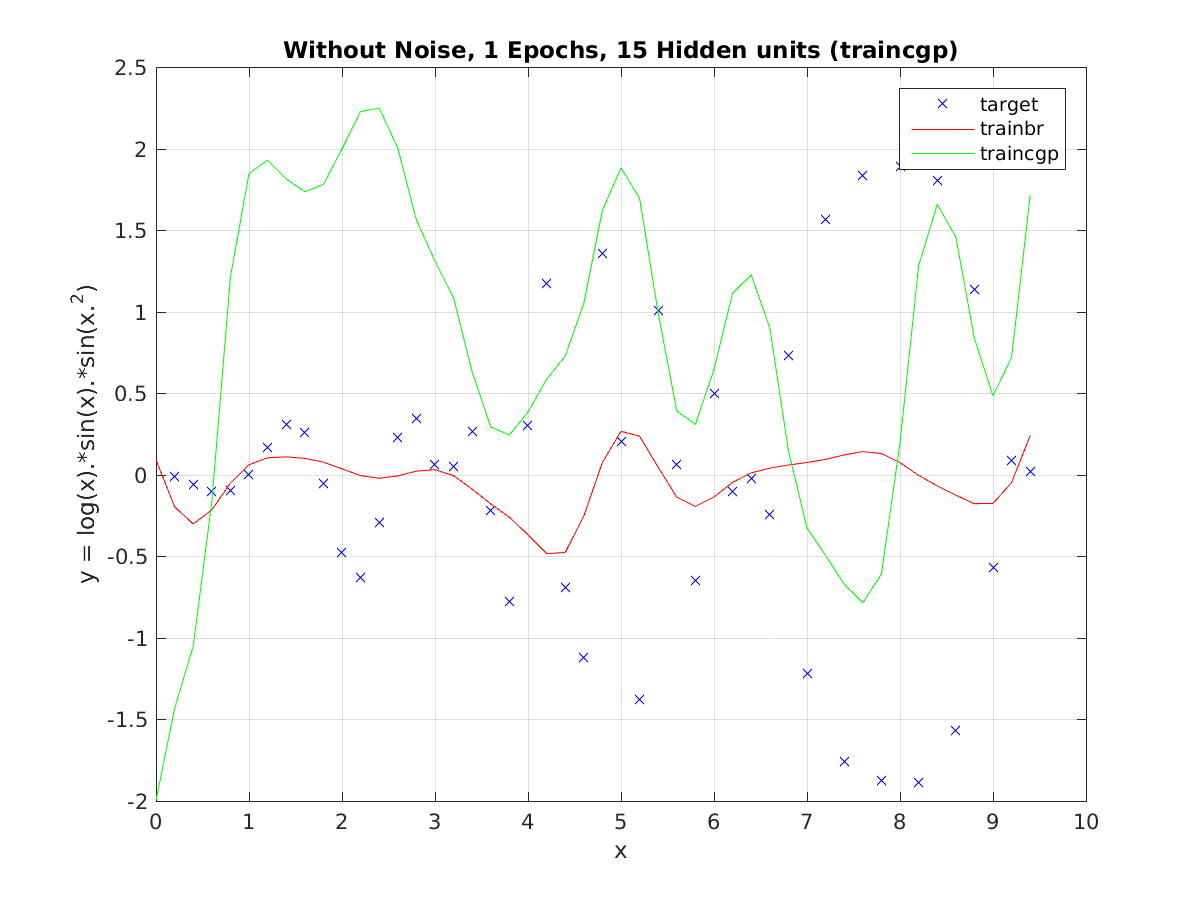 Without Noise, 1 Epochs, 15 Hidden units (traincgp)
target
trainbr
traincgp
y = log(x).*sin(x).*sin(x.²)
2.5
2
1.5
1
0.5
0
-0.5
-1
-1.5
-2
0 1 2 3 4 5 6 7 8 9 10
x